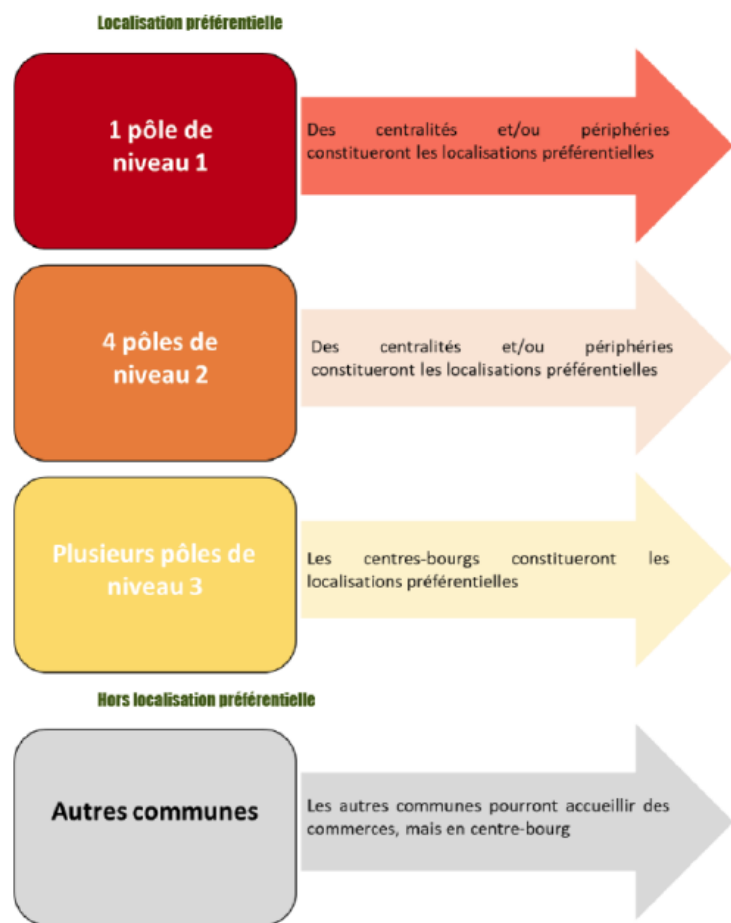 Localisation préférentielle
1 pôle de
niveau 1
Des centralités et/ou périphéries
constitueront les localisations préférentielles
4 pôles de
niveau 2
Des centralités et/ou périphéries
constitueront les localisations préférentielles
Plusieurs pôles de
niveau 3
Les centres-bourgs constitueront les
localisations préférentielles
Hors localisation préférentielle
Autres communes
Les autres communes pourront accueillir des
commerces, mais en centre-bourg